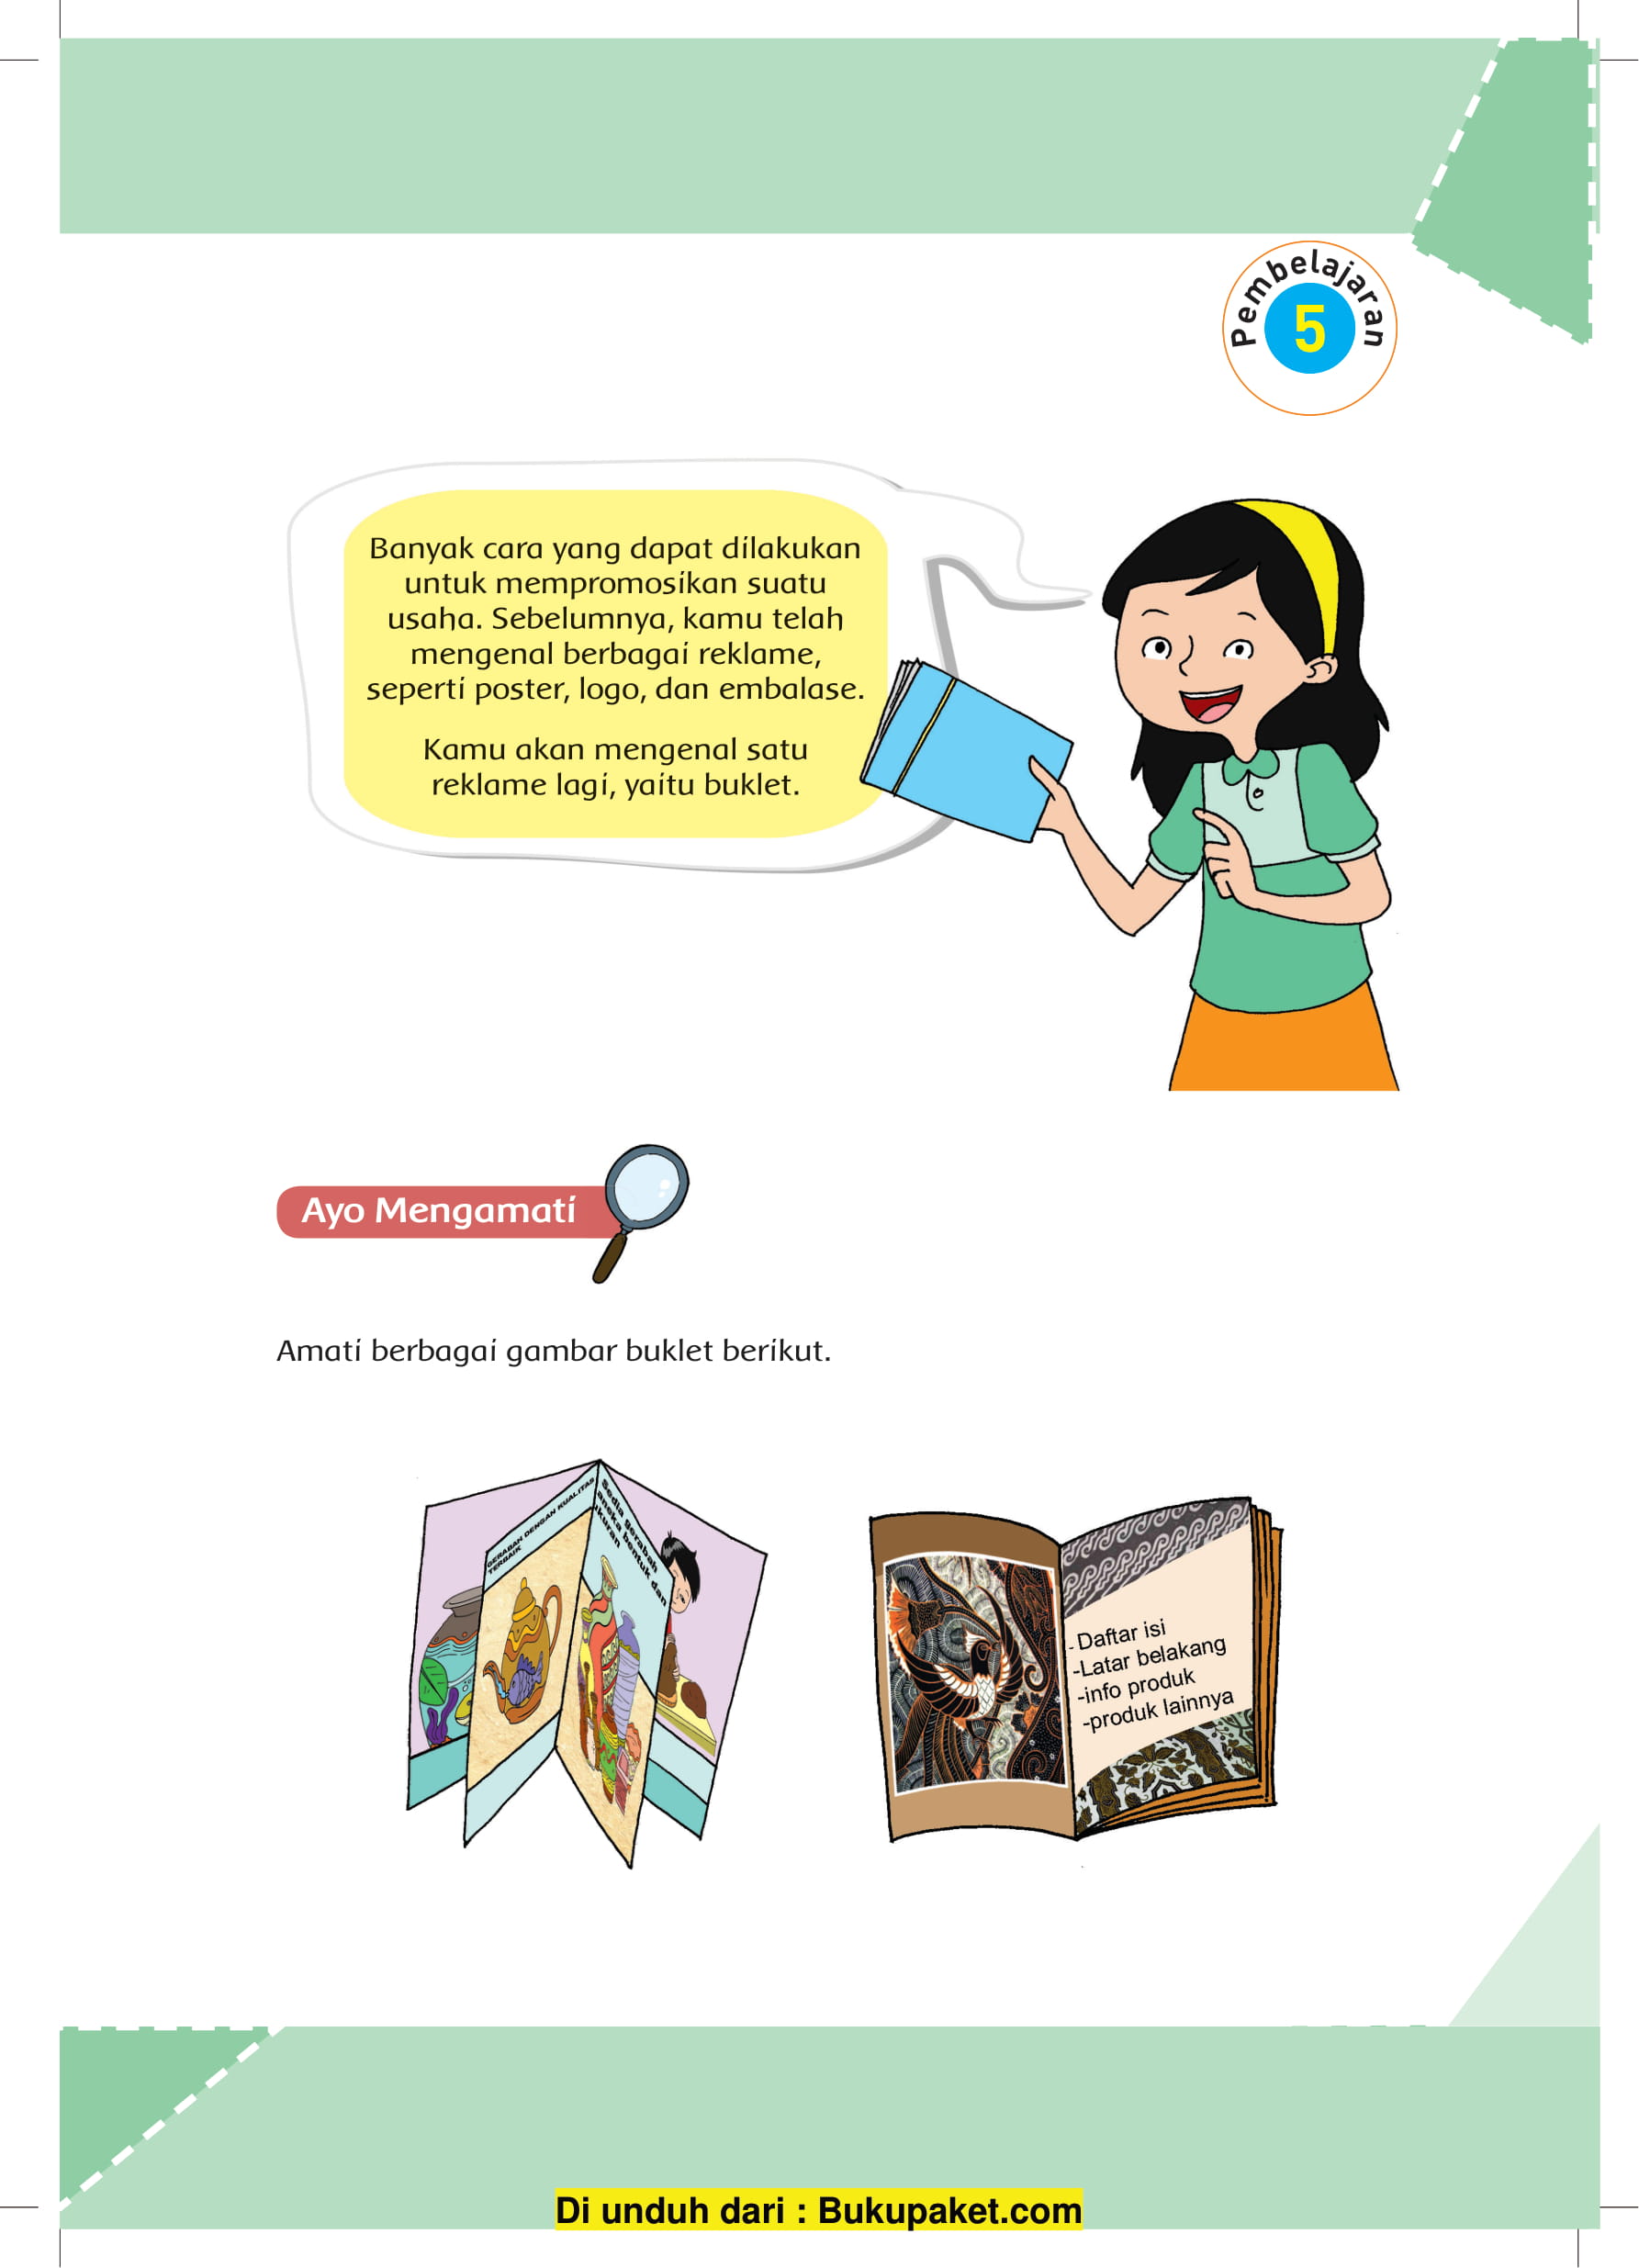 Pembelajaran
5
Banyak cara yang dapat dilakukan
untuk mempromosikan suatu
usaha. Sebelumnya, kamu telah
mengenal berbagai reklame,
seperti poster, logo, dan embalase.
Kamu akan mengenal satu
reklame lagi, yaitu buklet.
Ayo Mengamati
Amati berbagai gambar buklet berikut.
GERABAH DENGAN KUALITAS
TERBAIK
Sedia gerabah
aneka bentuk dan
ukuran
- Daftar isi
-Latar belakang
-info produk
-produk lainnya
Di unduh dari : Bukupaket.com